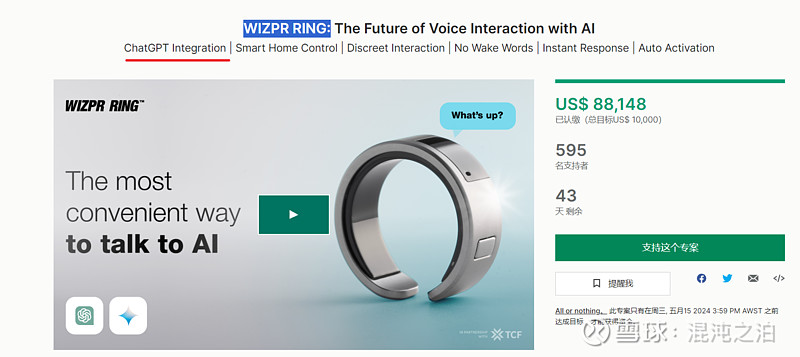 WIZPR RING: The Future of Voice Interaction with AI
ChatGPT Integration | Smart Home Control | Discreet Interaction | No Wake Words | Instant Response | Auto Activation
WIZPR RING™
What's up?
The most
convenient way
to talk to AI
TCF
US$ 88,148
已认缴（总目标US$ 10,000）
595
名支持者
43
天 剩余
支持这个专案
提醒我
All or nothing。 此专案只有在周三, 五月15 2024 3:59 PM AWST 之前
达成目标
雪球：混沌之泊